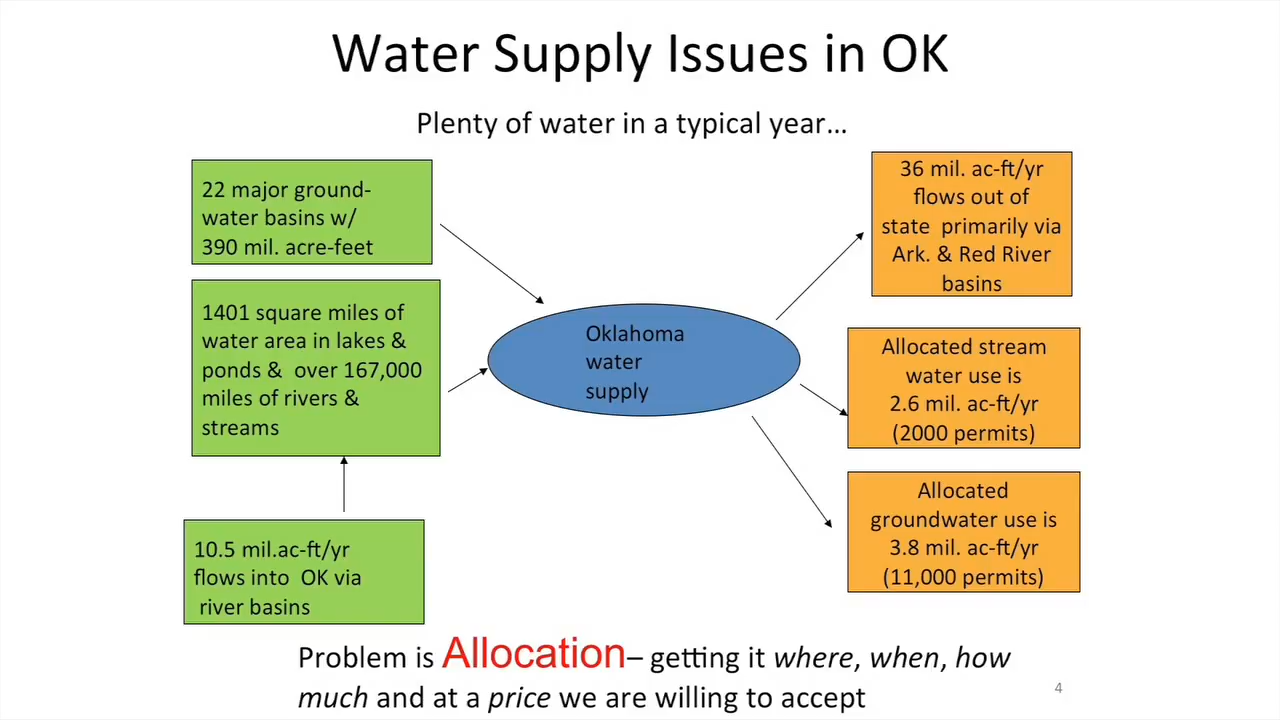 Water Supply Issues in OK
Plenty of water in a typical year…
22 major ground-
water basins w/
390 mil. acre-feet
1401 square miles of
water area in lakes &
ponds & over 167,000
miles of rivers &
streams
10.5 mil.ac-ft/yr
flows into OK via
river basins
Oklahoma
water
supply
36 mil. ac-ft/yr
flows out of
state primarily via
Ark. & Red River
basins
Allocated stream
water use is
2.6 mil. ac-ft/yr
(2000 permits)
Allocated
groundwater use is
3.8 mil. ac-ft/yr
(11,000 permits)
Problem is Allocation– getting it where, when, how
much and at a price we are willing to accept
4